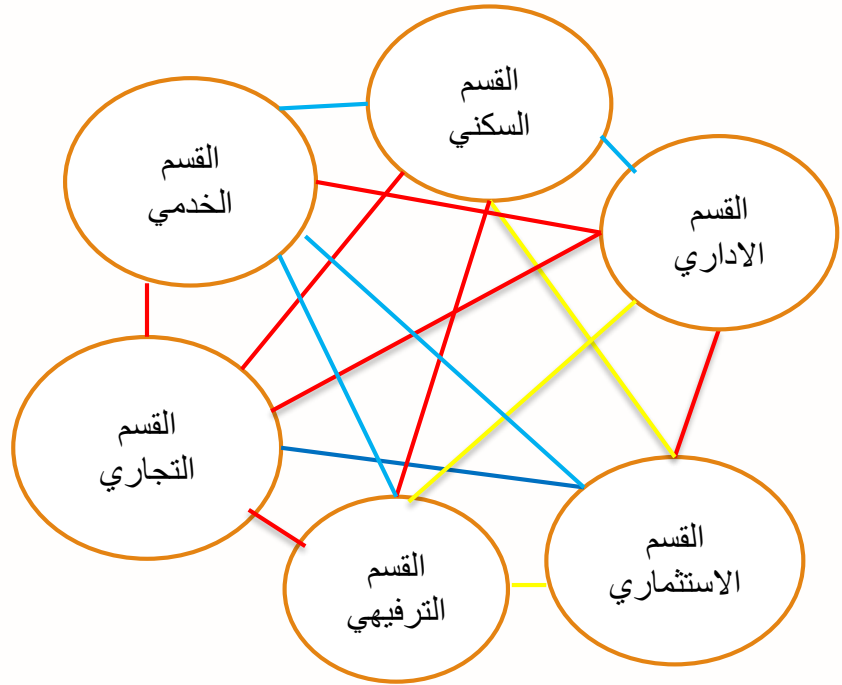 القسم
السكني
القسم
الخدمي
القسم
الاداري
القسم
التجاري
القسم
الاستثماري
القسم
الترفيهي